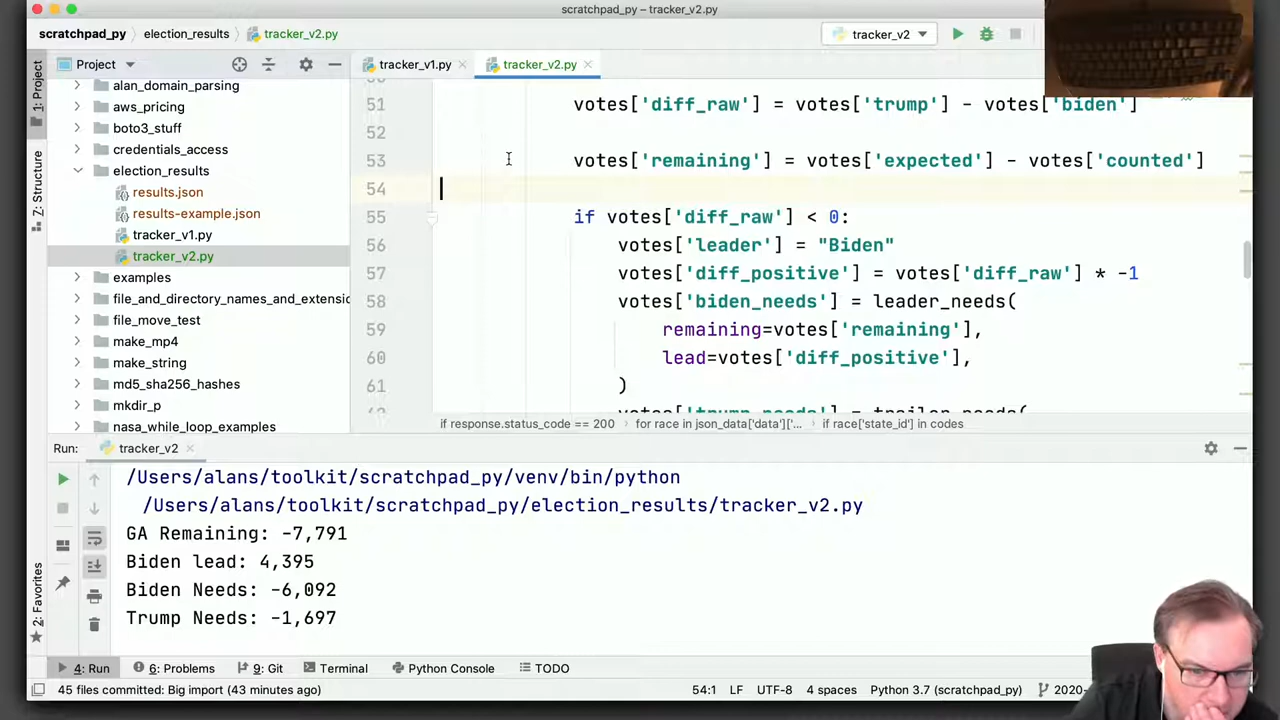 scratchpad_py – tracker_v2.py
scratchpad_py
election_results
tracker_v2.py
tracker_v2
Project
tracker_v1.py
tracker_v2.py
1: Project
Z: Structure
2: Favorites
alan_domain_parsing
aws_pricing
boto3_stuff
credentials_access
election_results
results.json
results-example.json
tracker_v1.py
tracker_v2.py
examples
file_and_directory_names_and_extensio
file_move_test
make_mp4
make_string
md5_sha256_hashes
mkdir_p
nasa_while_loop_examples
51 votes['diff_raw'] = votes['trump'] - votes['biden']
52
53 votes['remaining'] = votes['expected'] - votes['counted']
54
55 if votes['diff_raw'] < 0:
56 votes['leader'] = "Biden"
57 votes['diff_positive'] = votes['diff_raw'] * -1
58 votes['biden_needs'] = leader_needs(
59 remaining=votes['remaining'],
60 lead=votes['diff_positive'],
61 )
votes['trump_needs'] = trailer_needs(
if response.status_code == 200
for race in json_data['data']['...
if race['state_id'] in codes
Run:
tracker_v2
/Users/alans/toolkit/scratchpad_py/venv/bin/python
/Users/alans/toolkit/scratchpad_py/election_results/tracker_v2.py
GA Remaining: -7,791
Biden lead: 4,395
Biden Needs: -6,092
Trump Needs: -1,697
4: Run
6: Problems
9: Git
Terminal
Python Console
TODO
45 files committed: Big import (43 minutes ago)
54:1
LF
UTF-8
4 spaces
Python 3.7 (scratchpad_py)
2020-